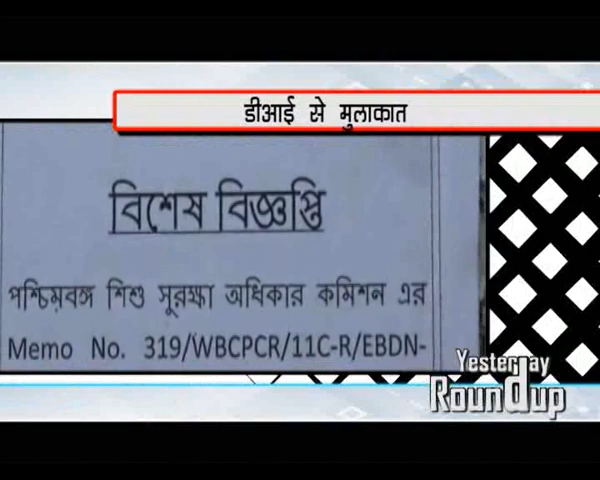 डीआई से मुलाकात
বিশেষ বিজ্ঞপ্তি
পশ্চিমবঙ্গ শিশু সুরক্ষা অধিকার কমিশন এর
Memo No. 319/WBCPCR/11C-R/EBDN-
Yesterday
Roundup